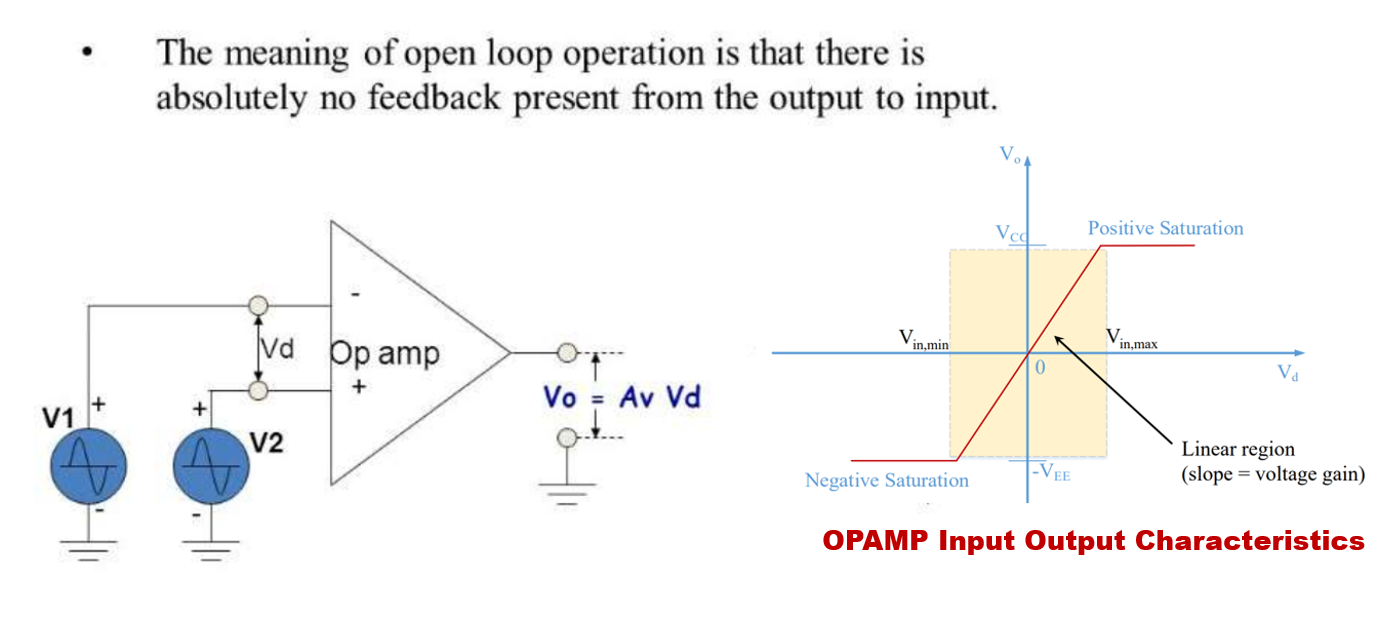 • The meaning of open loop operation is that there is
absolutely no feedback present from the output to input.
-
Vd
Op amp
+
V1
+
-
+
V2
-
Vo = Av Vd
Vo
VCC
Positive Saturation
Vin,min
Vin,max
0
Vd
Linear region
(slope = voltage gain)
-VEE
Negative Saturation
OPAMP Input Output Characteristics